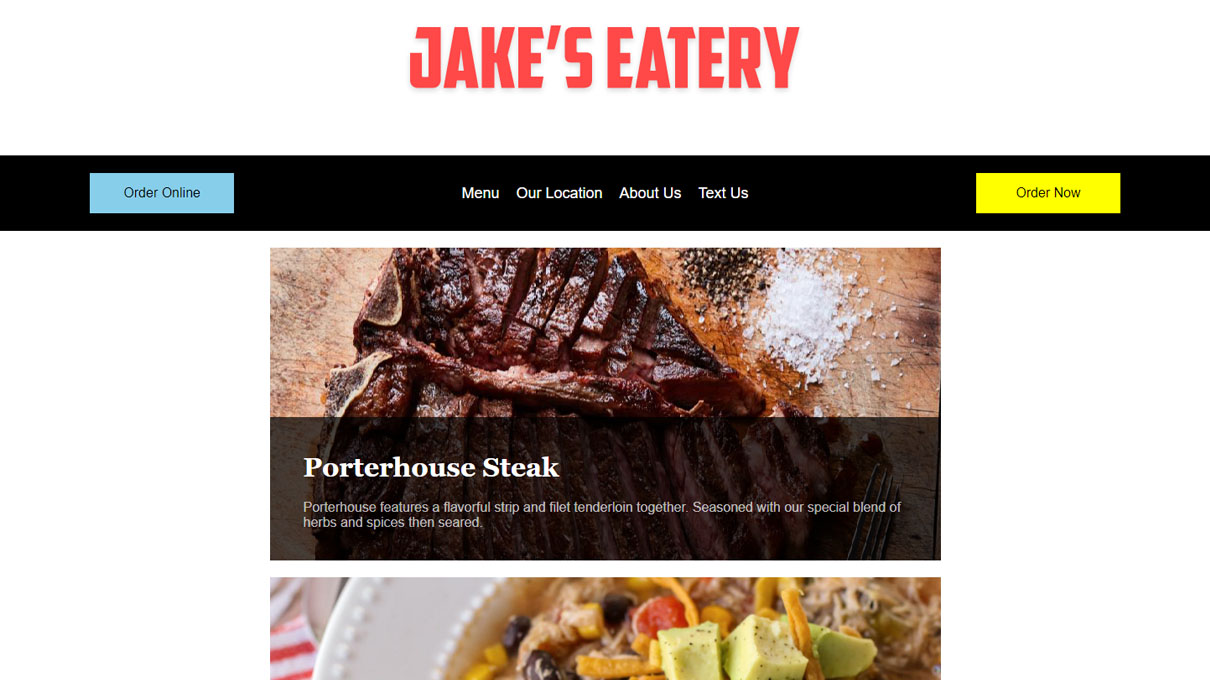 JAKE'S EATERY
Order Online
Menu Our Location About Us Text Us
Order Now
Porterhouse Steak
Porterhouse features a flavorful strip and filet tenderloin together. Seasoned with our special blend of
herbs and spices then seared.